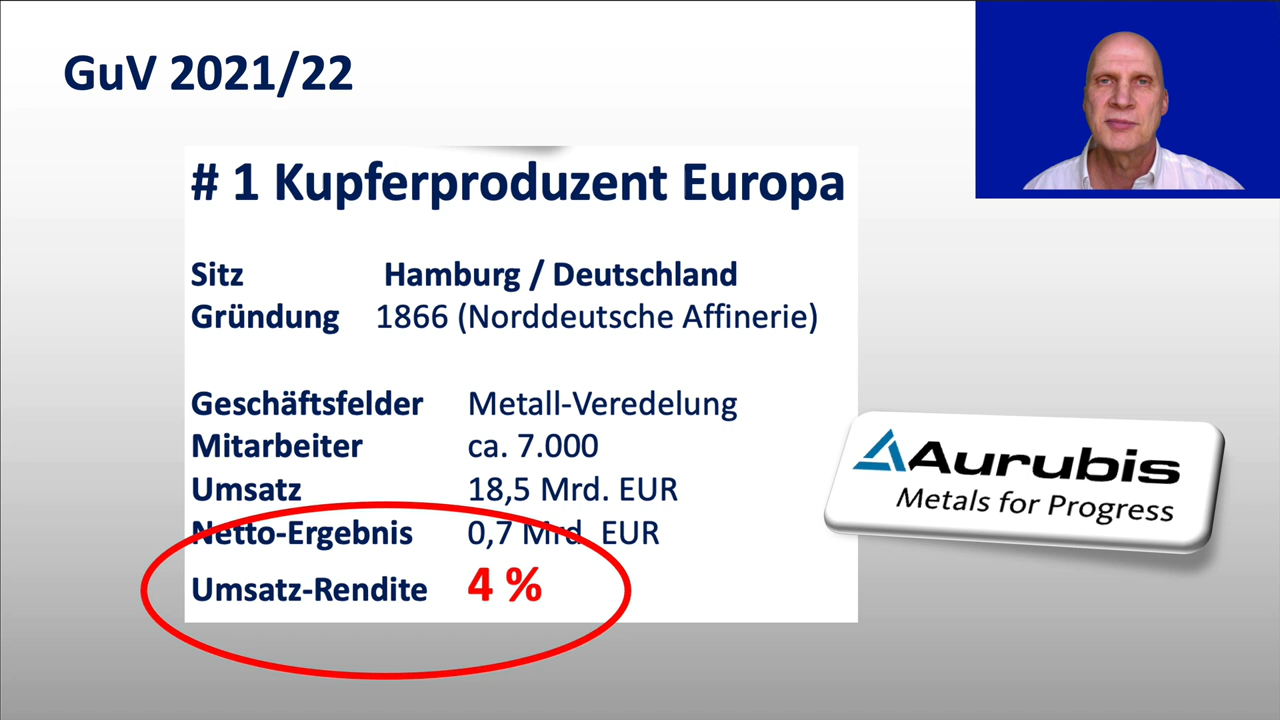 GuV 2021/22
# 1 Kupferproduzent Europa
Sitz Hamburg / Deutschland
Gründung 1866 (Norddeutsche Affinerie)
Geschäftsfelder Metall-Veredelung
Mitarbeiter ca. 7.000
Umsatz 18,5 Mrd. EUR
Netto-Ergebnis 0,7 Mrd. EUR
Umsatz-Rendite 4 %
Aurubis
Metals for Progress